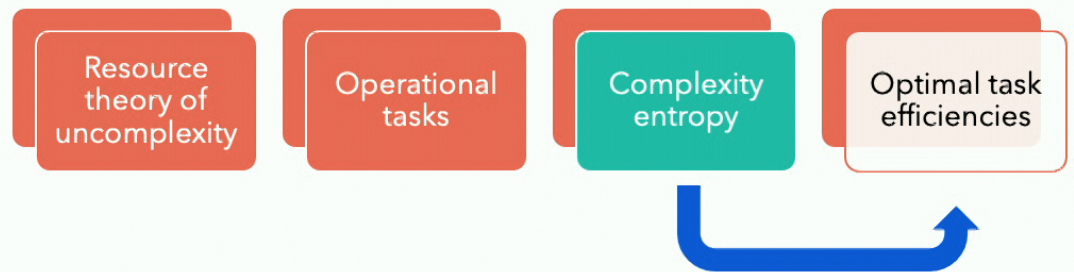 Resource
theory of
uncomplexity
Operational
tasks
Complexity
entropy
Optimal task
efficiencies